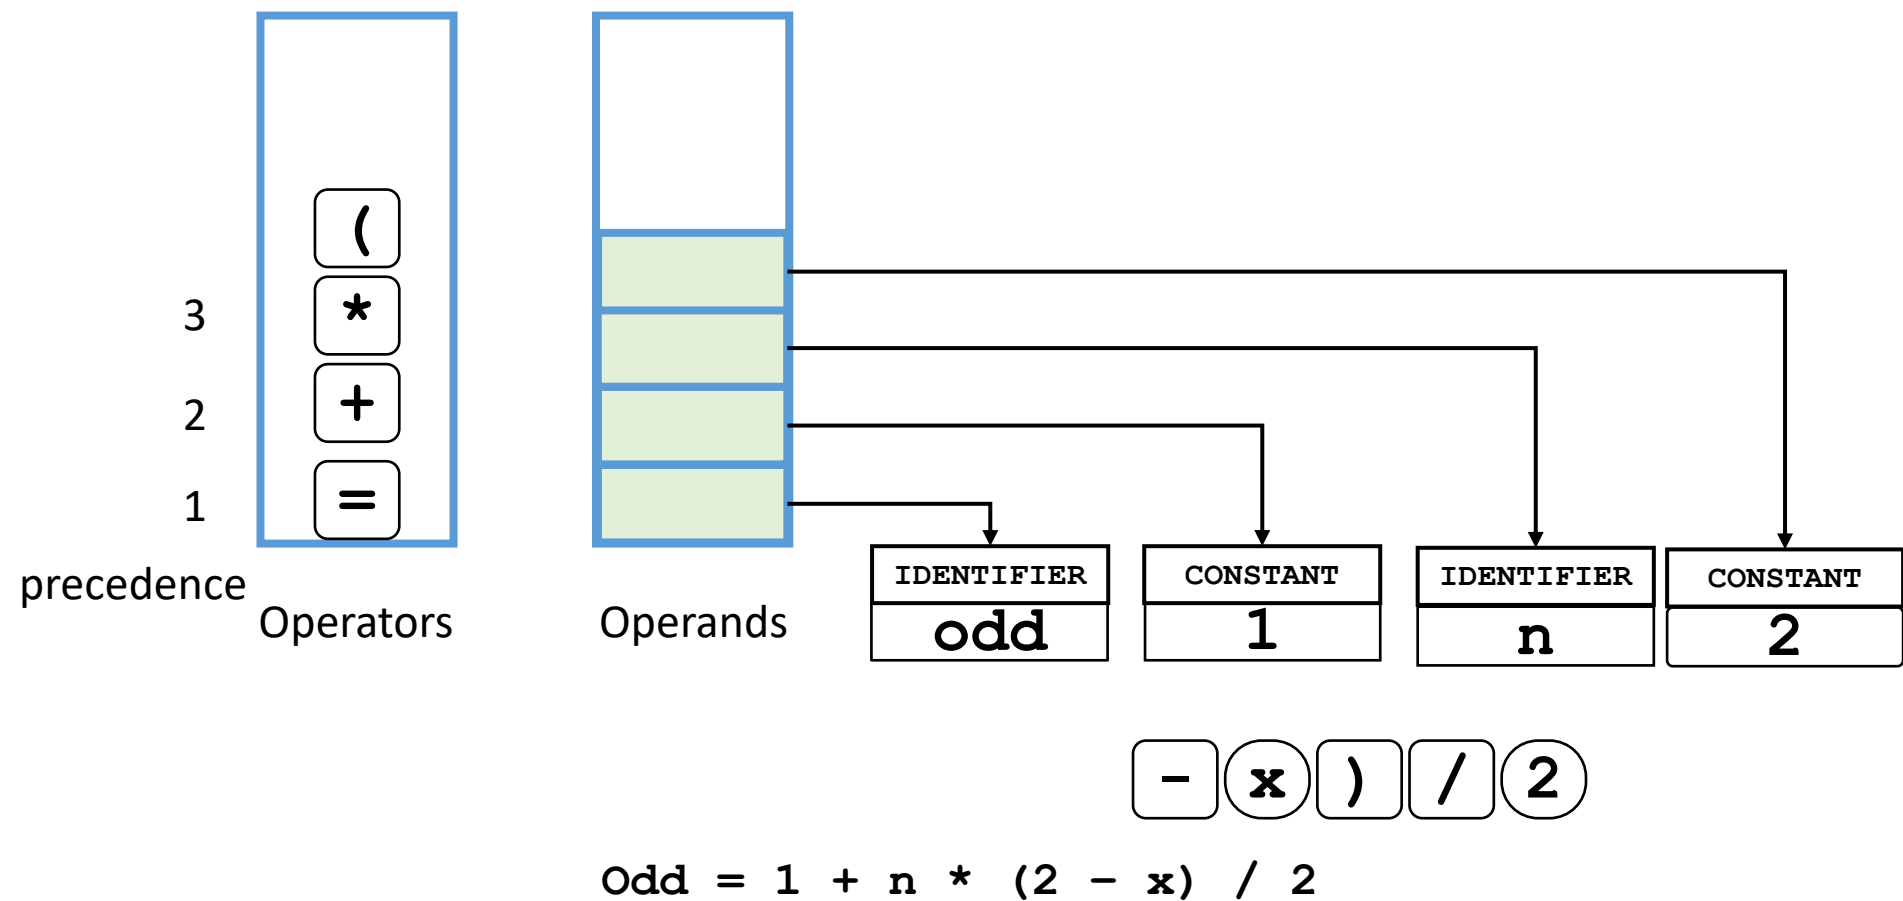 (
3 *
2 +
1 =
precedence
Operators
Operands
IDENTIFIER CONSTANT IDENTIFIER CONSTANT
odd 1 n 2
- x ) / 2
Odd = 1 + n * (2 – x) / 2